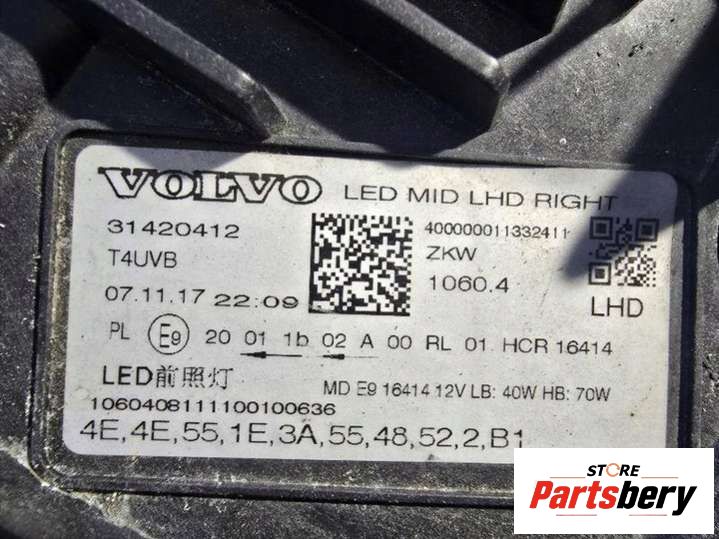 VOLVO LED MID LHD RIGHT
31420412 400000011332411
T4UVB ZKW
07.11.17 22:09 1060.4
LHD
PL E9 20 01 1b 02 A 00 RL 01 HCR 16414
LED前照灯 MD E9 16414 12V LB: 40W HB: 70W
1060408111100100636
4E,4E,55,1E,3A,55,48,52,2,B1
STORE
Partsbery